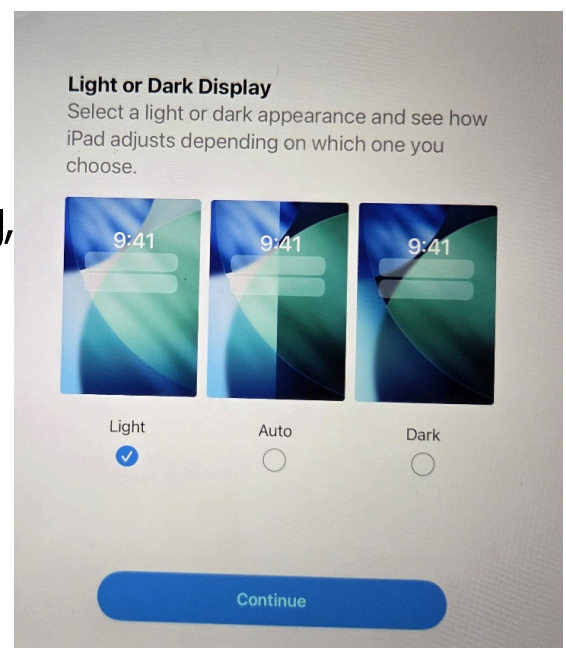 Light or Dark Display
Select a light or dark appearance and see how
iPad adjusts depending on which one you
choose.
9:41 9:41 9:41
Light Auto Dark
Continue